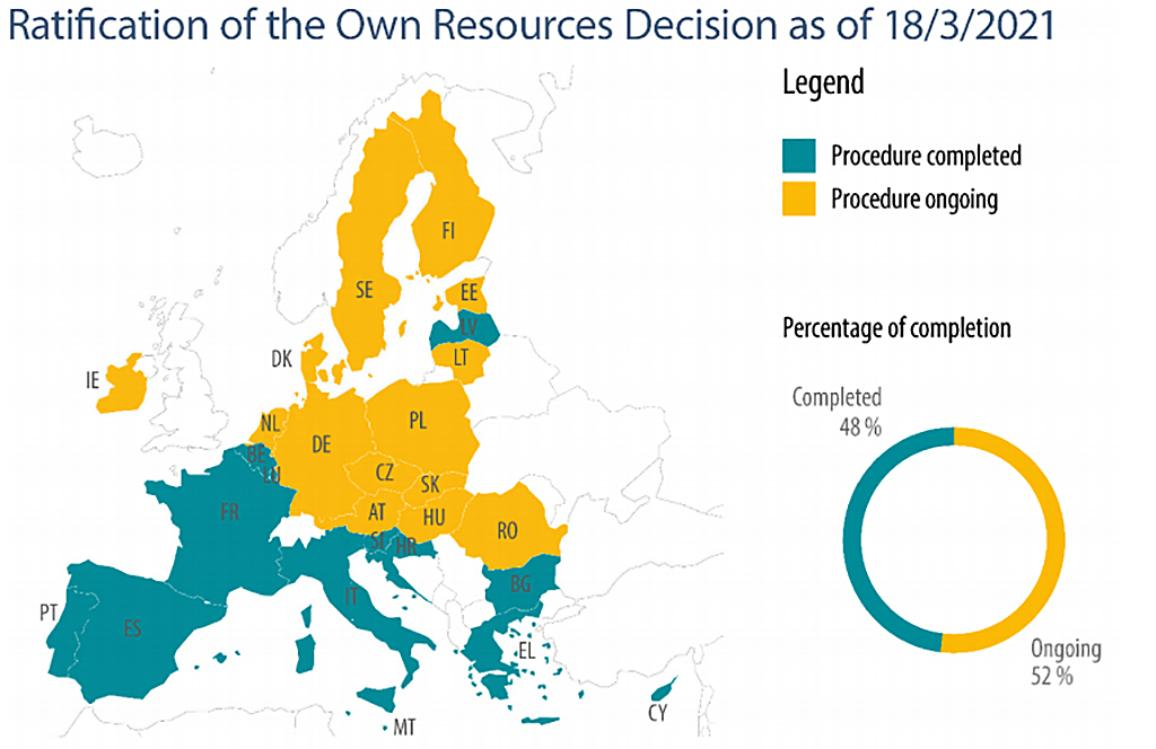 Ratification of the Own Resources Decision as of 18/3/2021
Legend
Procedure completed
Procedure ongoing
FI
SE
EE
LV
DK
LT
IE
NL
PL
DE
BE
LU
CZ
SK
FR
AT
HU
RO
SI
HR
BG
IT
PT
ES
EL
MT
CY
Percentage of completion
Completed
48 %
Ongoing
52 %